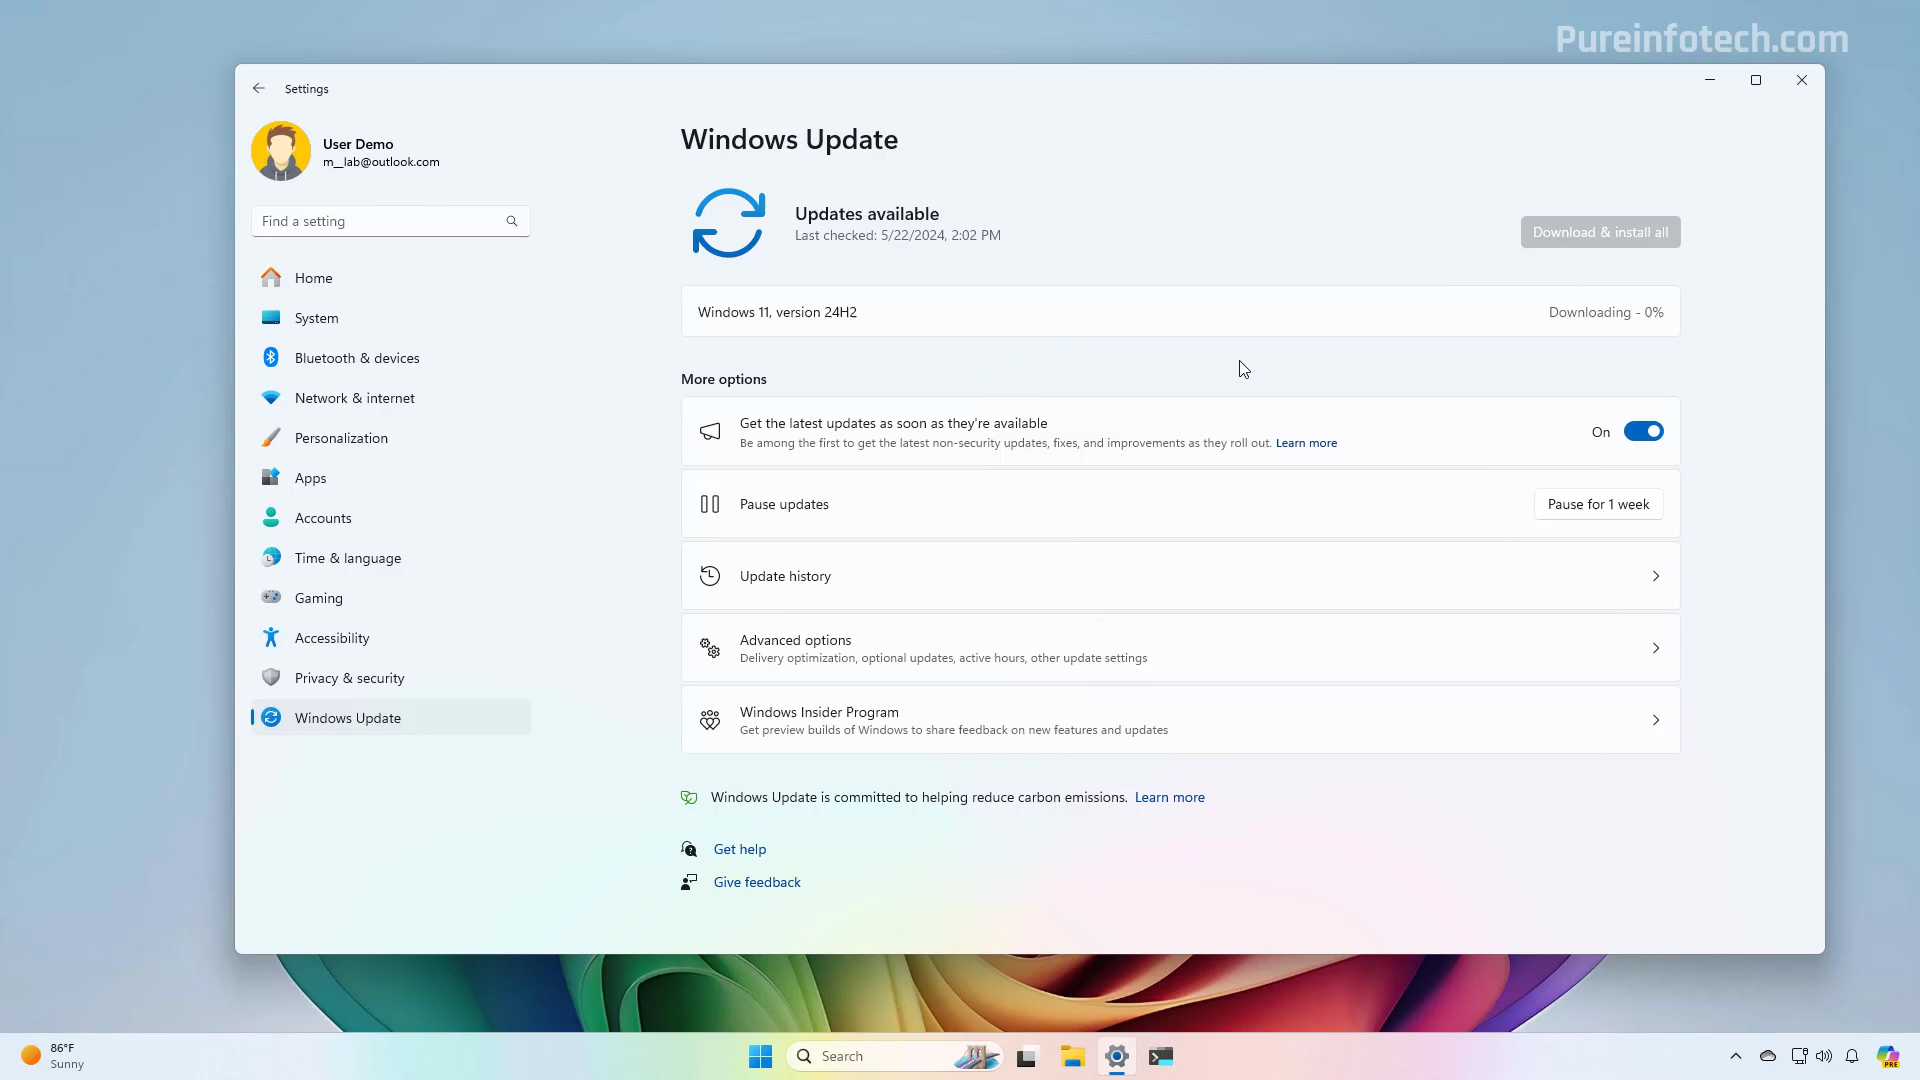 Pureinfotech.com
Settings
User Demo
m__lab@outlook.com
Find a setting
Home
System
Bluetooth & devices
Network & internet
Personalization
Apps
Accounts
Time & language
Gaming
Accessibility
Privacy & security
Windows Update
Windows Update
Updates available
Last checked: 5/22/2024, 2:02 PM
Download & install all
Windows 11, version 24H2
Downloading - 0%
More options
Get the latest updates as soon as they're available
Be among the first to get the latest non-security updates, fixes, and improvements as they roll out. Learn more
On
Pause updates
Pause for 1 week
Update history
Advanced options
Delivery optimization, optional updates, active hours, other update settings
Windows Insider Program
Get preview builds of Windows to share feedback on new features and updates
Windows Update is committed to helping reduce carbon emissions. Learn more
Get help
Give feedback
86°F
Sunny
Search
PRE